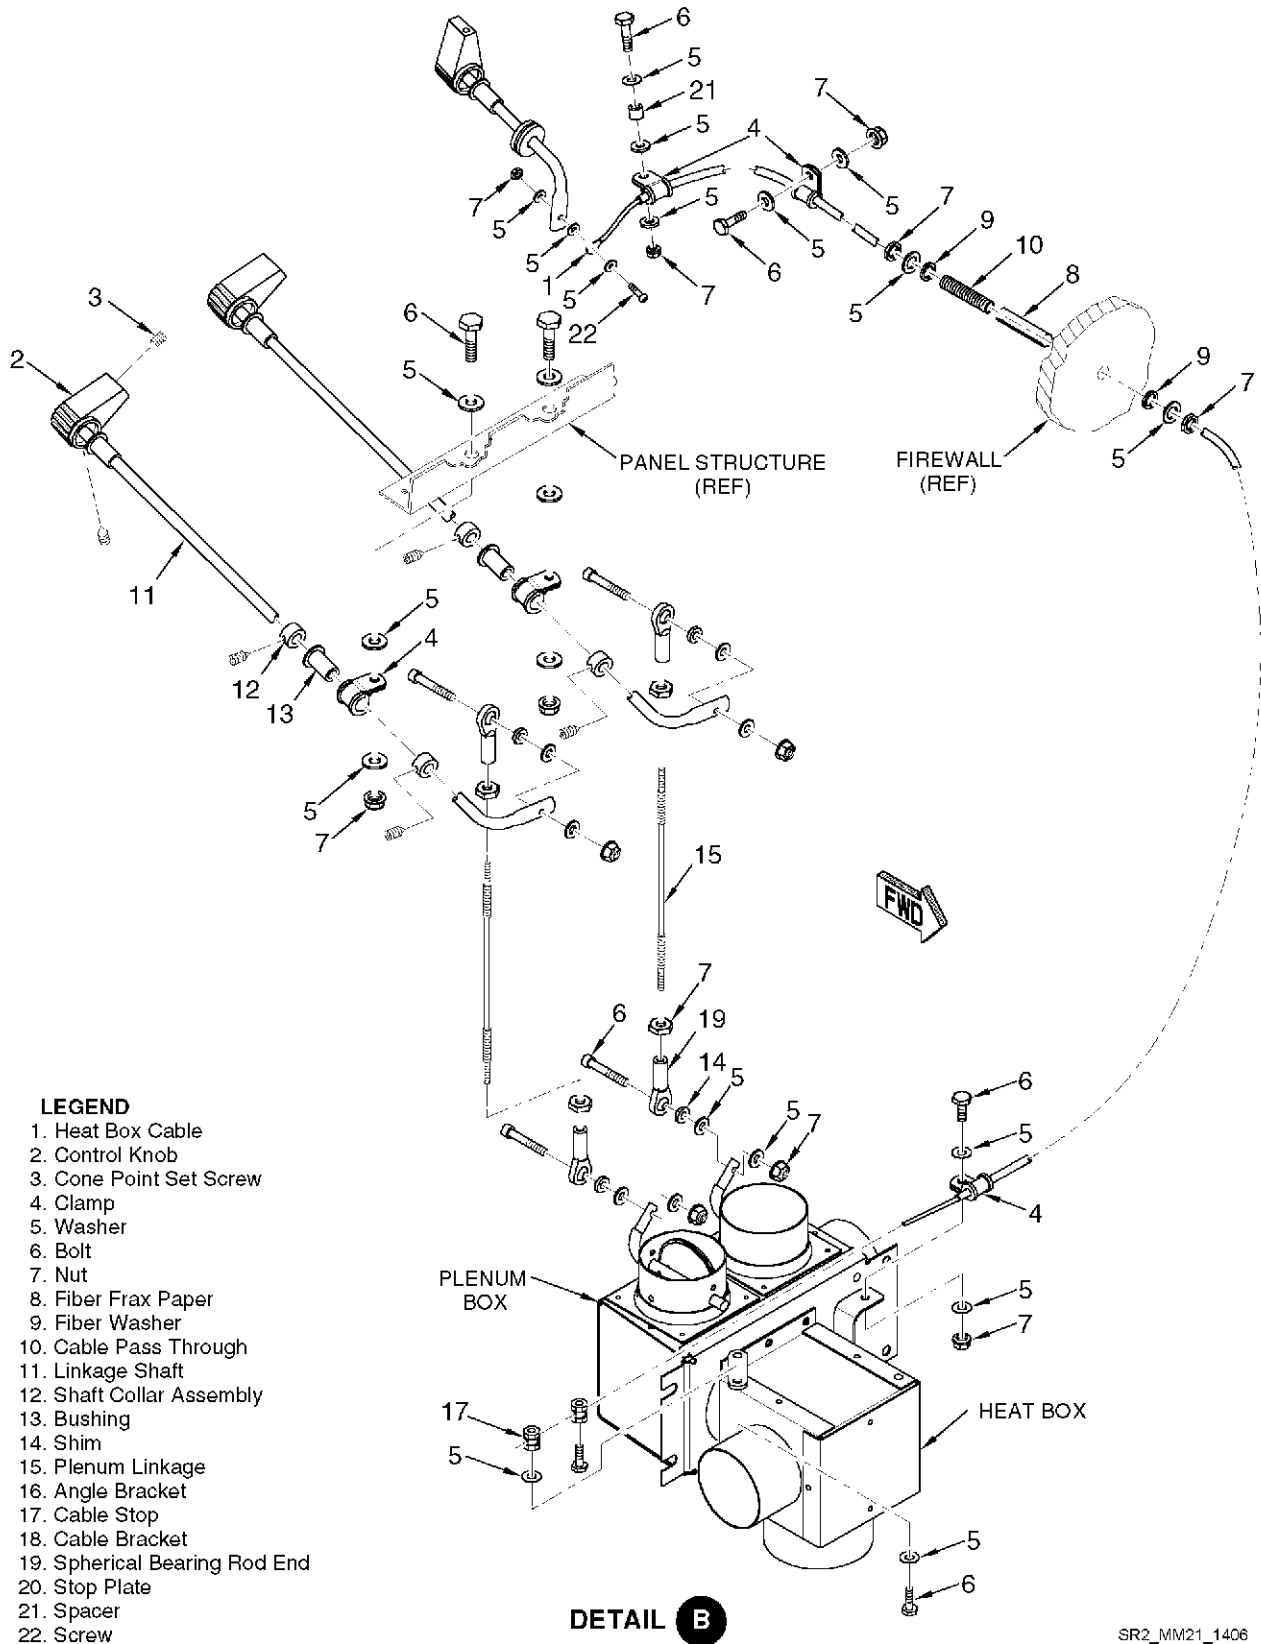 6
5
21
7
5
4
7
5
5
5
7
5
6
7
9
10
8
5
5
1
5
22
7
3
6
2
5
9
7
5
PANEL STRUCTURE
(REF)
FIREWALL
(REF)
11
5
4
12
13
5
7
15
FWD
7
6
19
14
5
5
7
6
5
4
PLENUM
BOX
5
7
17
5
HEAT BOX
5
6
LEGEND
1. Heat Box Cable
2. Control Knob
3. Cone Point Set Screw
4. Clamp
5. Washer
6. Bolt
7. Nut
8. Fiber Frax Paper
9. Fiber Washer
10. Cable Pass Through
11. Linkage Shaft
12. Shaft Collar Assembly
13. Bushing
14. Shim
15. Plenum Linkage
16. Angle Bracket
17. Cable Stop
18. Cable Bracket
19. Spherical Bearing Rod End
20. Stop Plate
21. Spacer
22. Screw
DETAIL B
SR2_MM21_1406